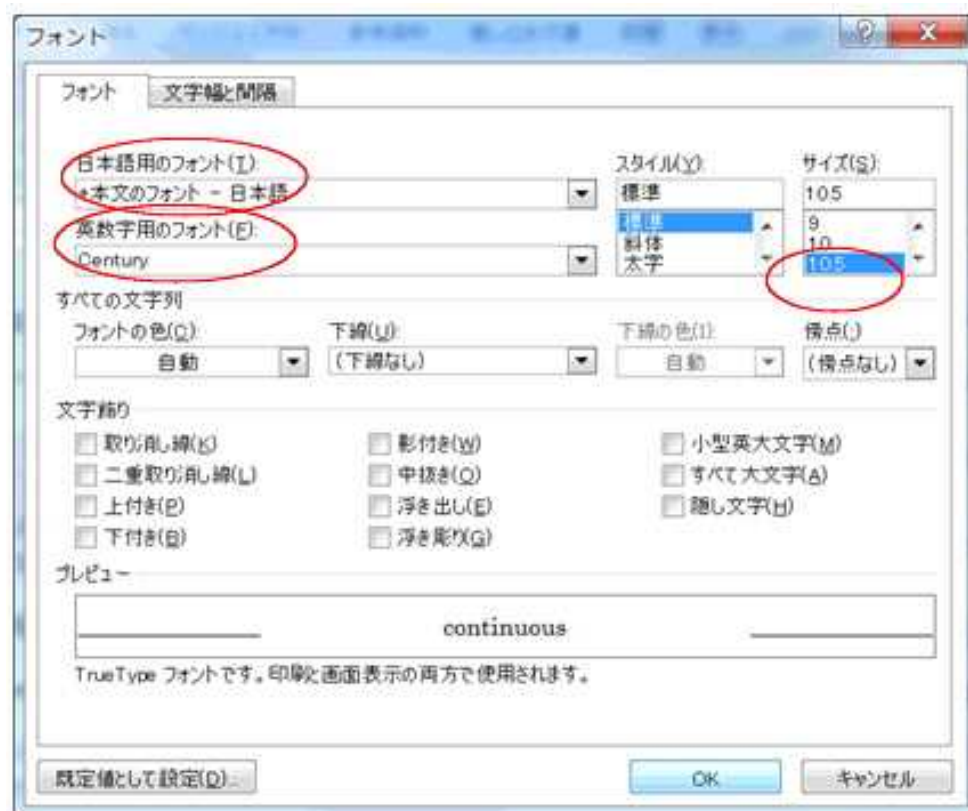 フォント
フォント 文字幅と間隔
日本語用のフォント(T): スタイル(Y): サイズ(S):
+本文のフォント - 日本語 標準 10.5
標準 9
英数字用のフォント(F): 斜体 10
Century 太字 10.5
すべての文字列
フォントの色(C): 下線(U): 下線の色(I): 傍点(:)
自動 (下線なし) 自動 (傍点なし)
文字飾り
取り消し線(K) 影付き(W) 小型英大文字(M)
二重取り消し線(L) 中抜き(O) すべて大文字(A)
上付き(P) 浮き出し(E) 隠し文字(H)
下付き(B) 浮き彫り(G)
プレビュー
continuous
TrueType フォントです。印刷と画面表示の両方で使用されます。
既定値として設定(D)... OK キャンセル